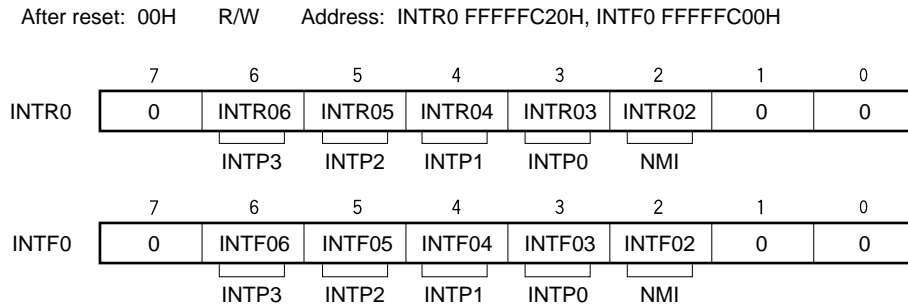 After reset: 00H R/W Address: INTR0 FFFFFC20H, INTF0 FFFFFC00H
7 6 5 4 3 2 1 0
INTR0 0 INTR06 INTR05 INTR04 INTR03 INTR02 0 0
INTP3 INTP2 INTP1 INTP0 NMI
7 6 5 4 3 2 1 0
INTF0 0 INTF06 INTF05 INTF04 INTF03 INTF02 0 0
INTP3 INTP2 INTP1 INTP0 NMI